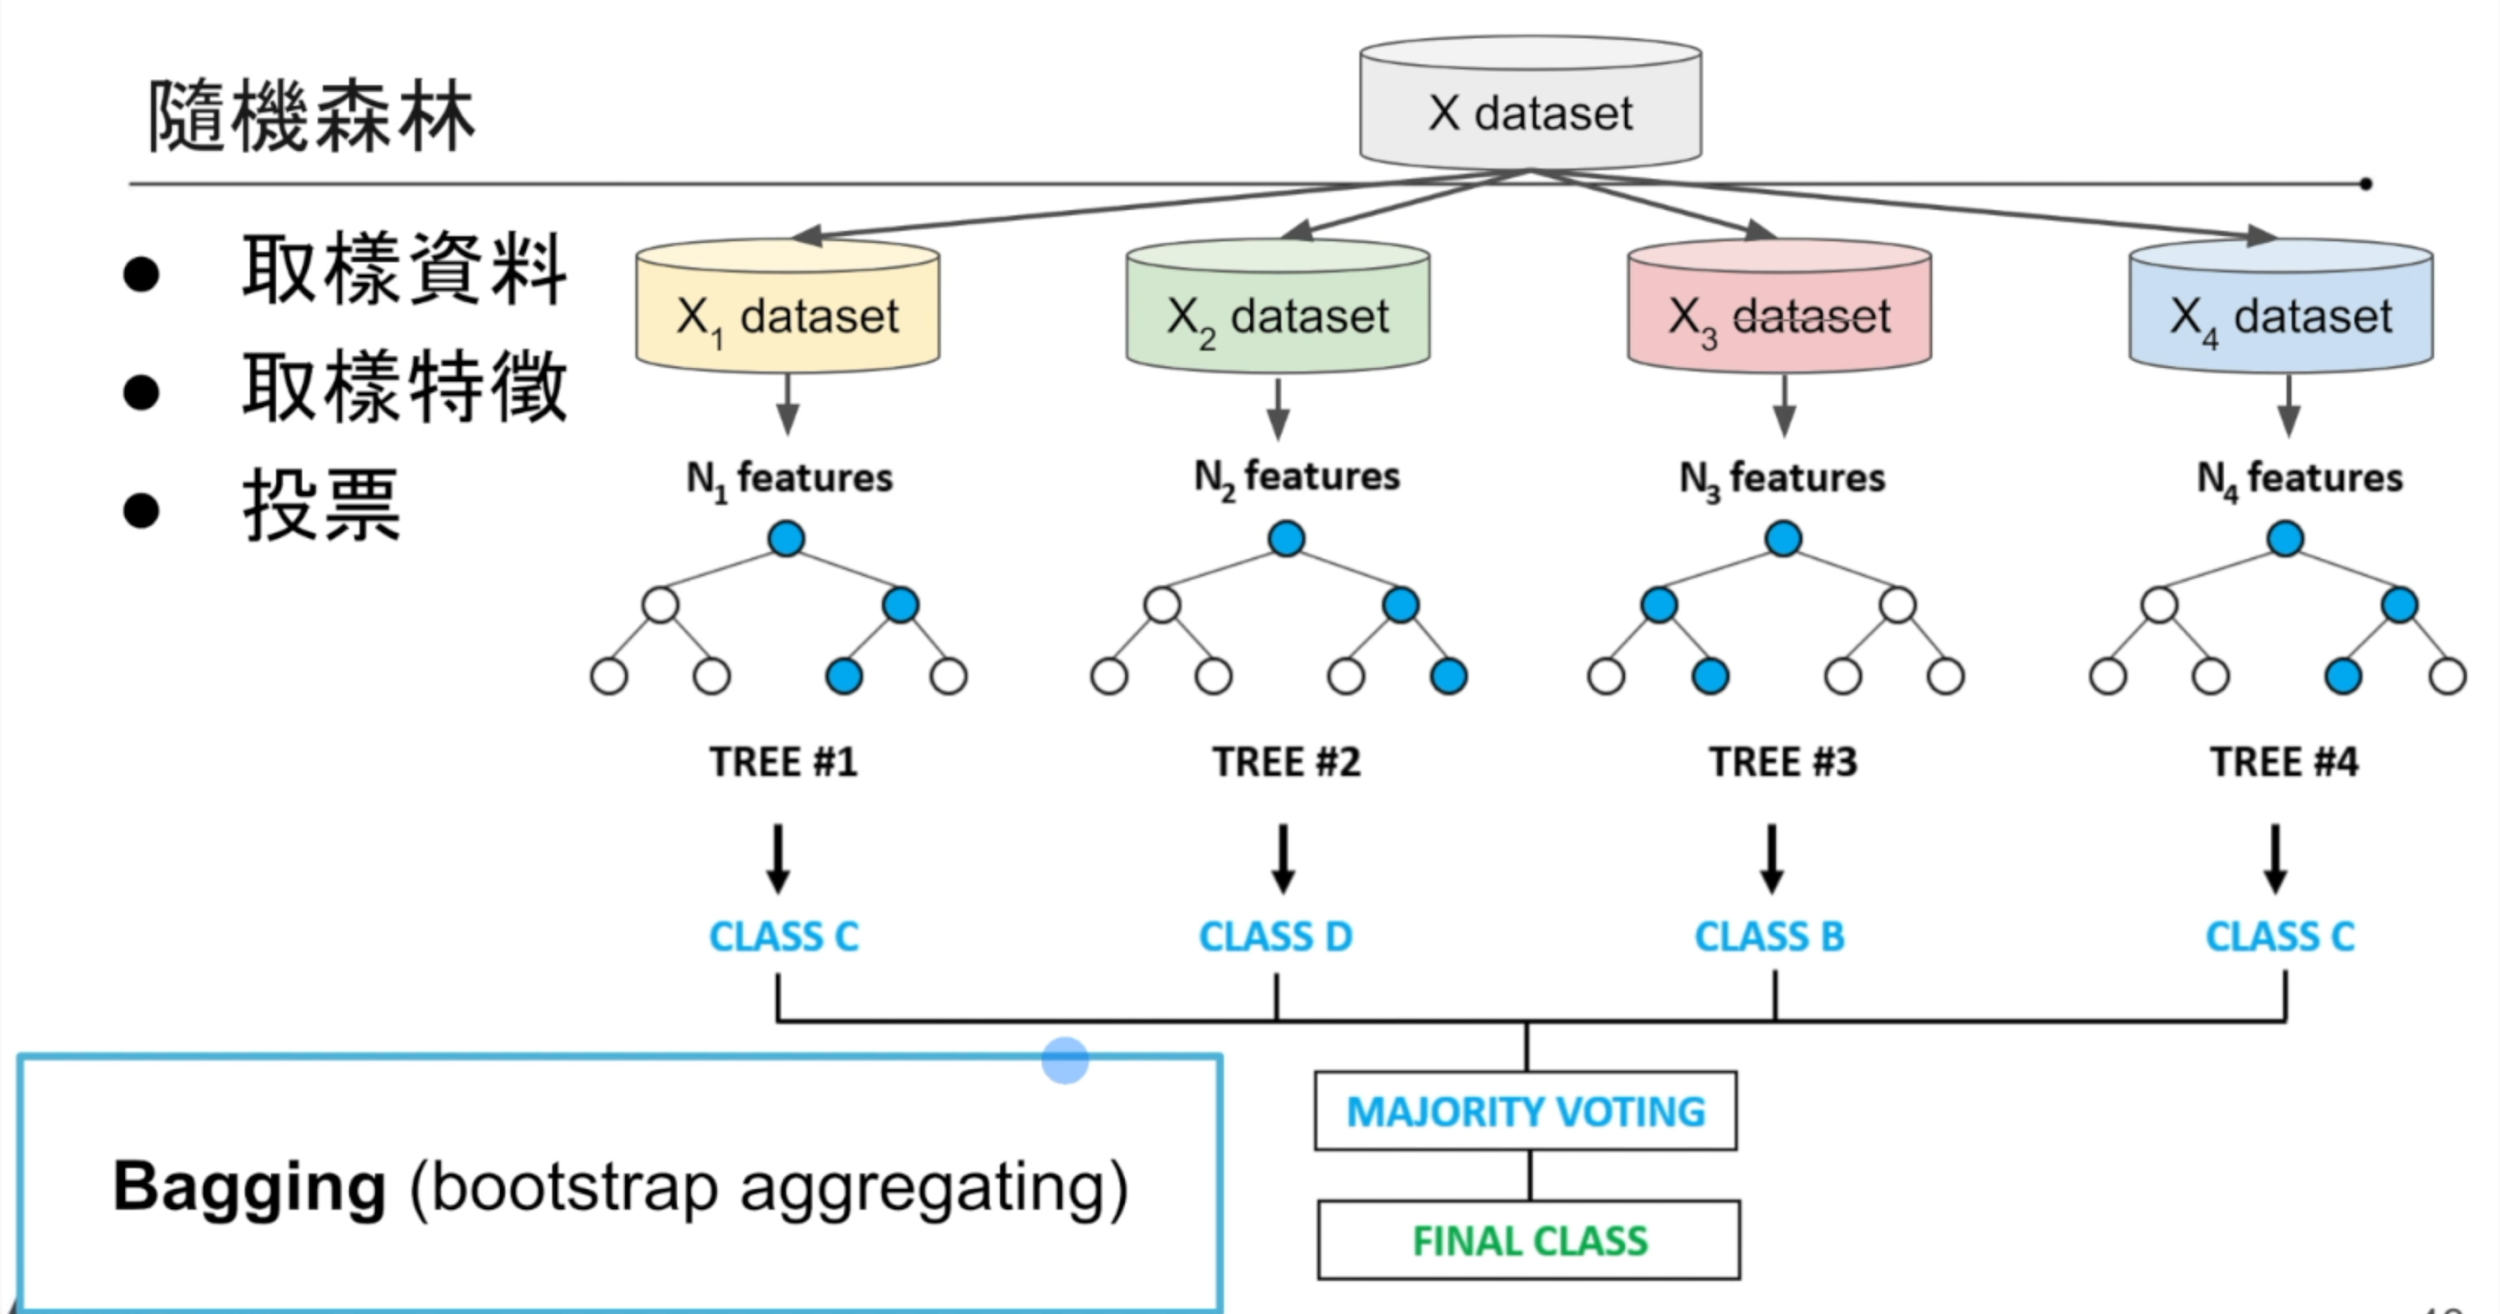 隨機森林
X dataset
取樣資料
取樣特徵
投票
X1 dataset
X2 dataset
X3 dataset
X4 dataset
N1 features
N2 features
N3 features
N4 features
TREE #1
TREE #2
TREE #3
TREE #4
CLASS C
CLASS D
CLASS B
CLASS C
MAJORITY VOTING
FINAL CLASS
Bagging (bootstrap aggregating)